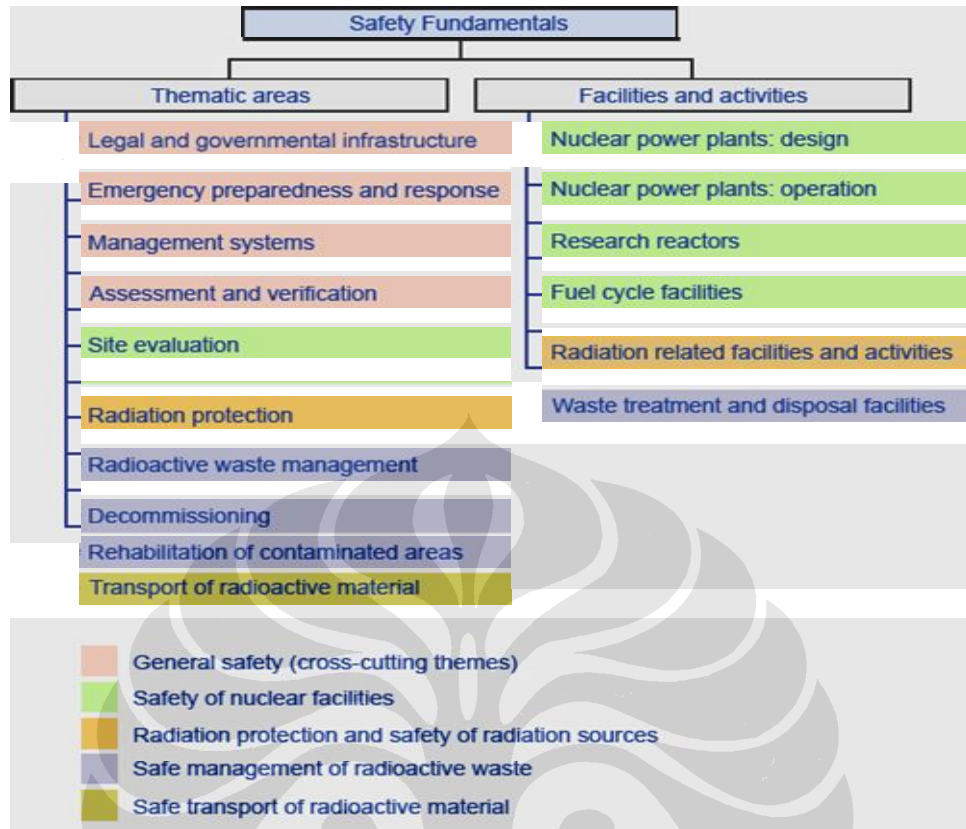 Safety Fundamentals
Thematic areas
Legal and governmental infrastructure
Emergency preparedness and response
Management systems
Assessment and verification
Site evaluation
Radiation protection
Radioactive waste management
Decommissioning
Rehabilitation of contaminated areas
Transport of radioactive material
Facilities and activities
Nuclear power plants: design
Nuclear power plants: operation
Research reactors
Fuel cycle facilities
Radiation related facilities and activities
Waste treatment and disposal facilities
General safety (cross-cutting themes)
Safety of nuclear facilities
Radiation protection and safety of radiation sources
Safe management of radioactive waste
Safe transport of radioactive material